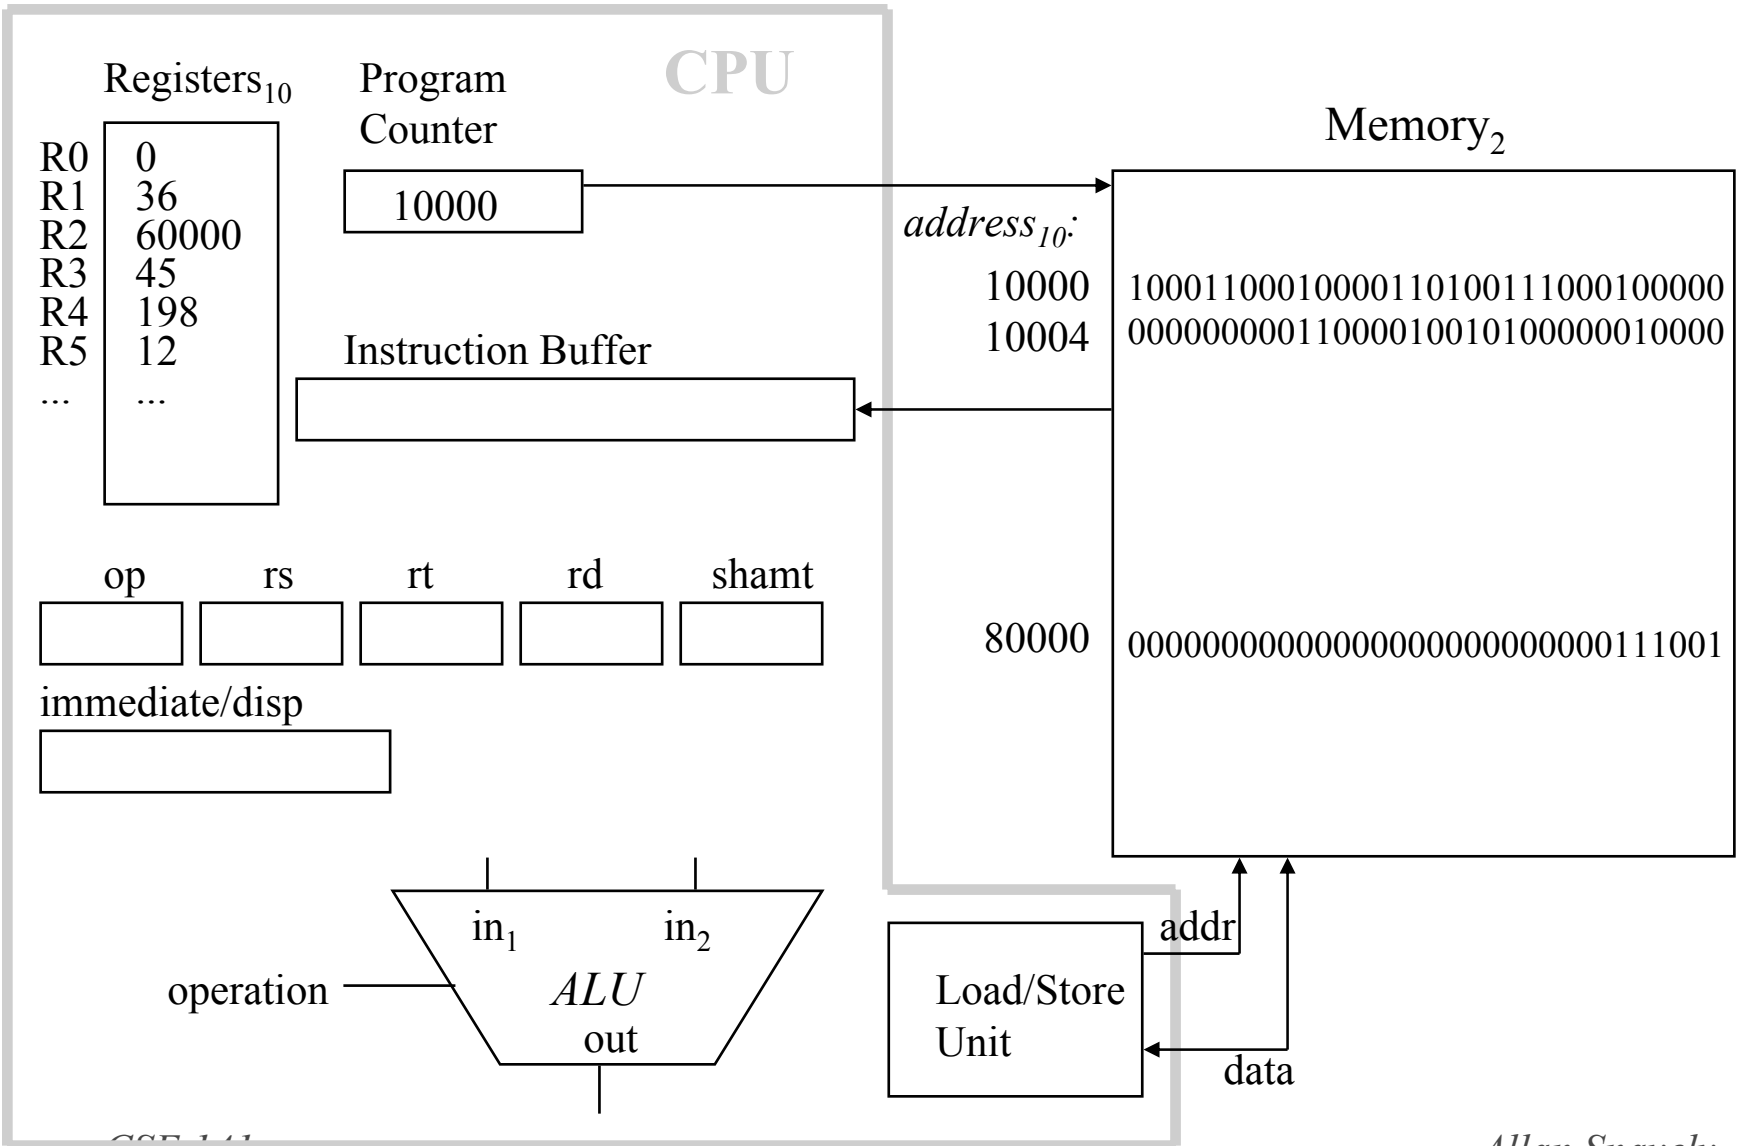 CPU
Registers10
Program
Counter
Memory2
R0 0
R1 36
R2 60000
R3 45
R4 198
R5 12
... ...
10000
address10:
10000 10001100010000110100111000100000
10004 00000000011000010010100000010000
Instruction Buffer
op rs rt rd shamt
80000 00000000000000000000000000111001
immediate/disp
in1 in2
operation
ALU
out
addr
Load/Store
Unit
data